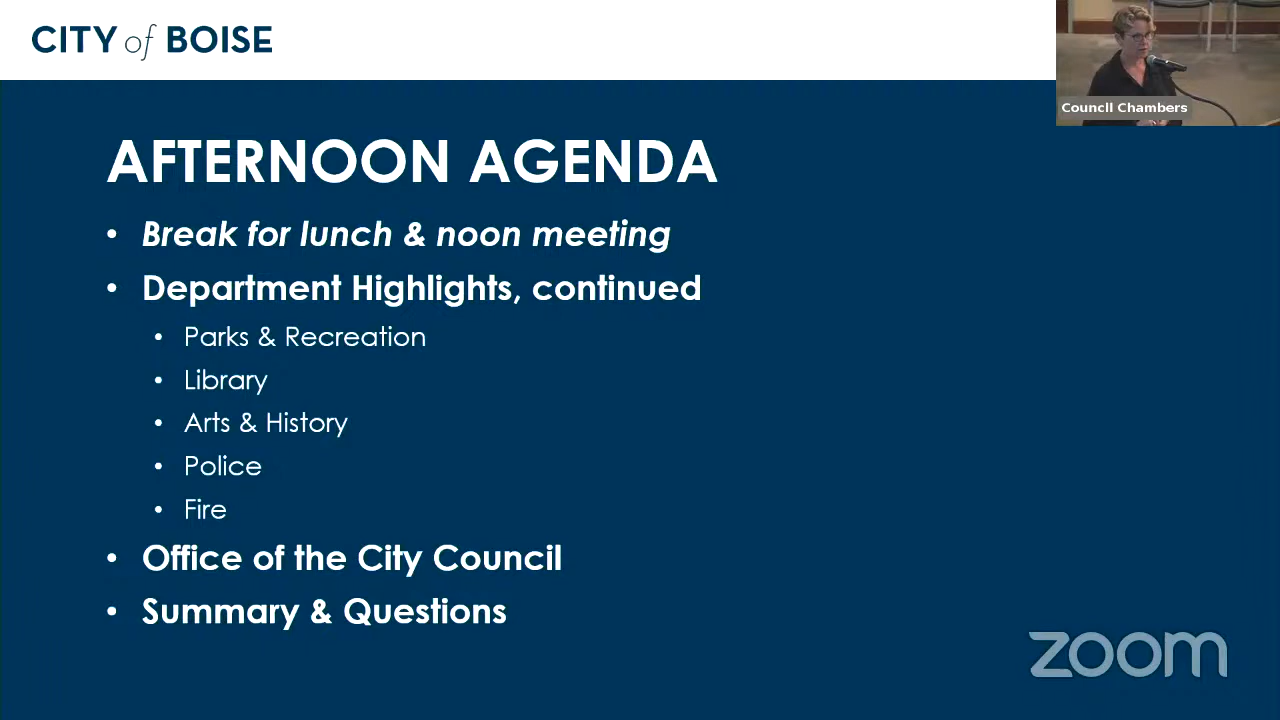 CITY of BOISE
Council Chambers
AFTERNOON AGENDA
• Break for lunch & noon meeting
• Department Highlights, continued
• Parks & Recreation
• Library
• Arts & History
• Police
• Fire
• Office of the City Council
• Summary & Questions
zoom